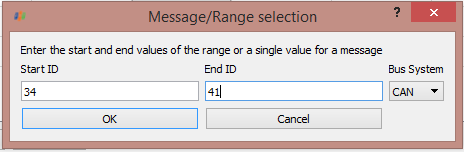 Message/Range selection
?
Enter the start and end values of the range or a single value for a message
Start ID End ID Bus System
34 41 CAN
OK Cancel